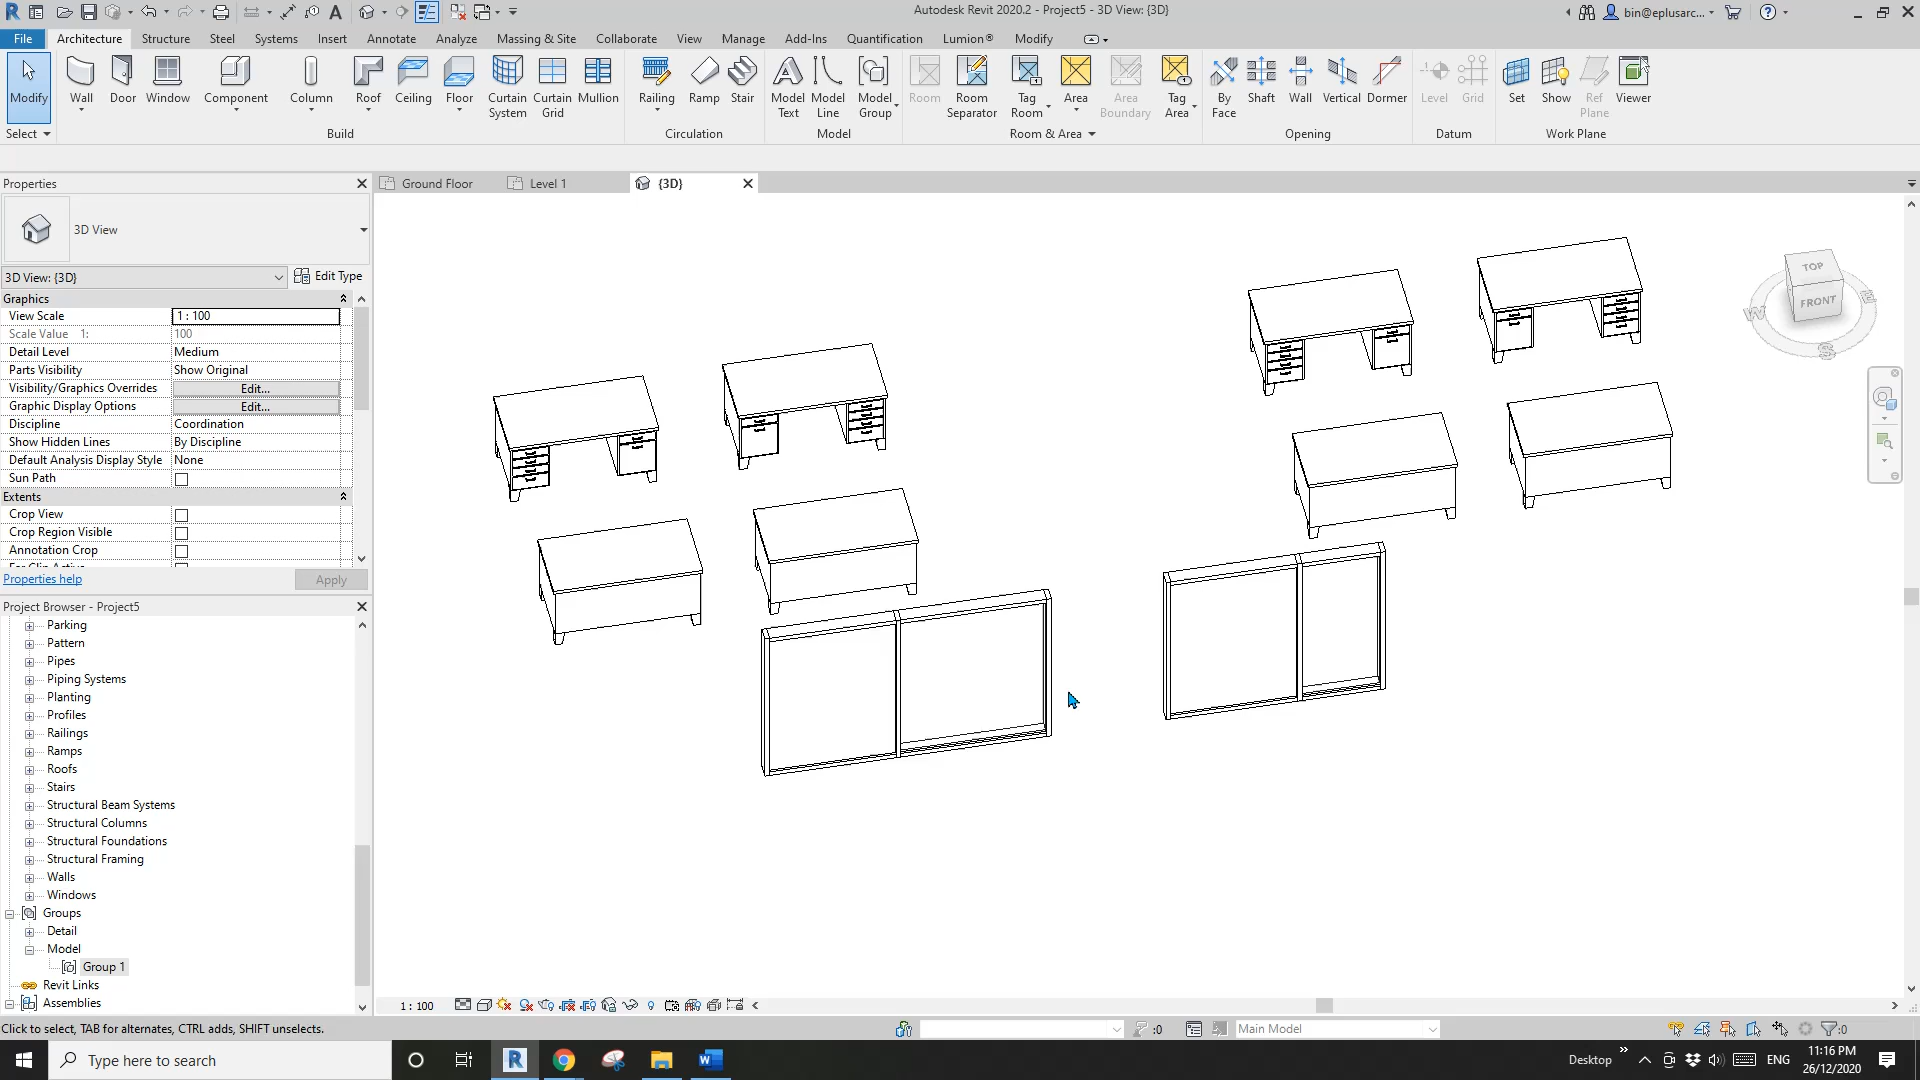 Autodesk Revit 2020.2 - Project5 - 3D View: {3D}
bin@eplusarc...
File Architecture Structure Steel Systems Insert Annotate Analyze Massing & Site Collaborate View Manage Add-Ins Quantification Lumion® Modify
Modify Wall Door Window Component Column Roof Ceiling Floor Curtain System Curtain Grid Mullion Railing Ramp Stair Model Text Model Line Model Group Room Room Separator Tag Room Area Area Boundary Tag Area By Face Shaft Wall Vertical Dormer Level Grid Set Show Ref Plane Viewer
Select Build Circulation Model Room & Area Opening Datum Work Plane
Properties
Ground Floor Level 1 {3D}
3D View
3D View: {3D} Edit Type
Graphics
View Scale 1 : 100
Scale Value 1: 100
Detail Level Medium
Parts Visibility Show Original
Visibility/Graphics Overrides Edit...
Graphic Display Options Edit...
Discipline Coordination
Show Hidden Lines By Discipline
Default Analysis Display Style None
Sun Path
Extents
Crop View
Crop Region Visible
Annotation Crop
Properties help Apply
TOP
FRONT
W
E
S
Project Browser - Project5
Parking
Pattern
Pipes
Piping Systems
Planting
Profiles
Railings
Ramps
Roofs
Stairs
Structural Beam Systems
Structural Columns
Structural Foundations
Structural Framing
Walls
Windows
Groups
Detail
Model
Group 1
Revit Links
Assemblies
1 : 100
Click to select, TAB for alternates, CTRL adds, SHIFT unselects.
:0
Main Model
:0
Type here to search
Desktop
ENG
11:16 PM
26/12/2020